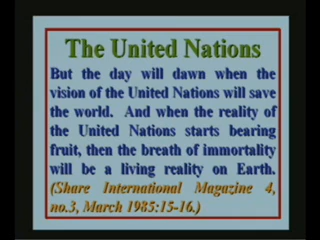 The United Nations
But the day will dawn when the
vision of the United Nations will save
the world. And when the reality of
the United Nations starts bearing
fruit, then the breath of immortality
will be a living reality on Earth.
(Share International Magazine 4,
no.3, March 1985:15-16.)